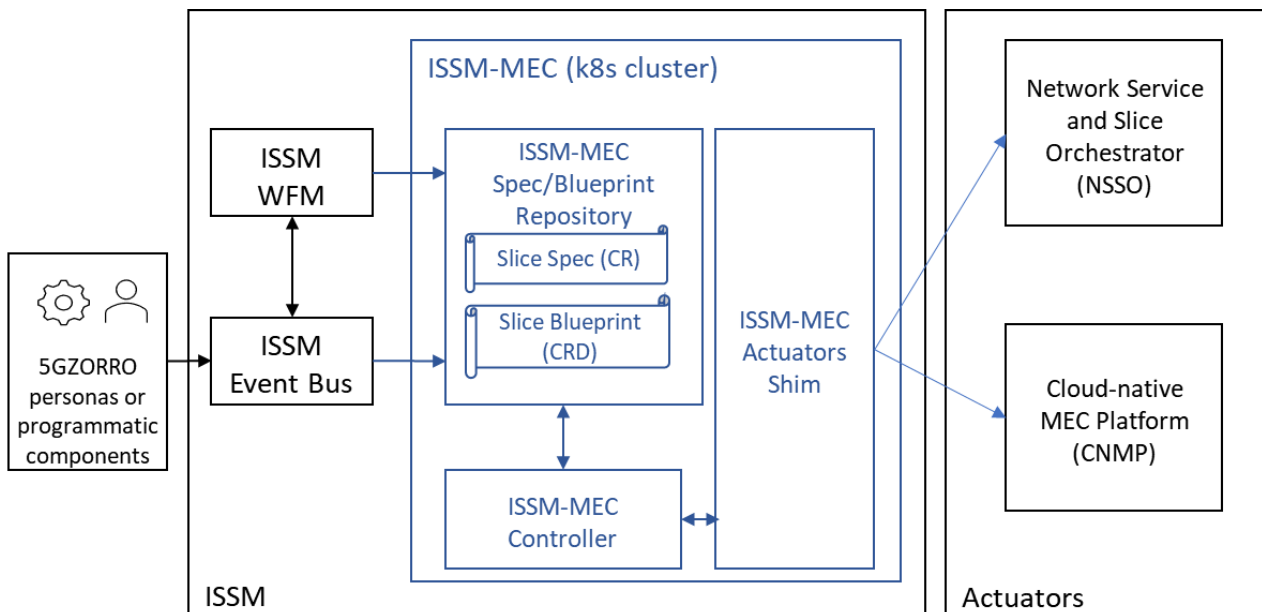 ISSM-MEC (k8s cluster)
ISSM
WFM
ISSM-MEC
Spec/Blueprint
Repository
Slice Spec (CR)
Slice Blueprint
(CRD)
ISSM
Event Bus
5GZORRO
personas or
programmatic
components
ISSM-MEC
Actuators
Shim
ISSM-MEC
Controller
ISSM
Network Service
and Slice
Orchestrator
(NSSO)
Cloud-native
MEC Platform
(CNMP)
Actuators